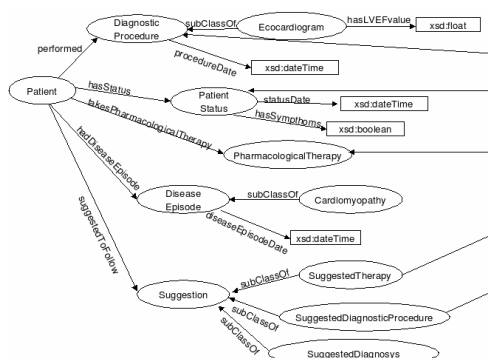 Diagnostic
Procedure
subClassOf
Ecocardiogram
hasLVEFvalue
xsd:float
performed
procedureDate
xsd:dateTime
Patient
hasStatus
Patient
Status
statusDate
xsd:dateTime
hasSympthoms
xsd:boolean
takesPharmacologicalTherapy
PharmacologicalTherapy
hadDiseaseEpisode
Disease
Episode
subClassOf
Cardiomyopathy
diseaseEpisodeDate
xsd:dateTime
suggestedToFollow
Suggestion
subClassOf
SuggestedTherapy
subClassOf
SuggestedDiagnosticProcedure
subClassOf
SuggestedDiagnosys